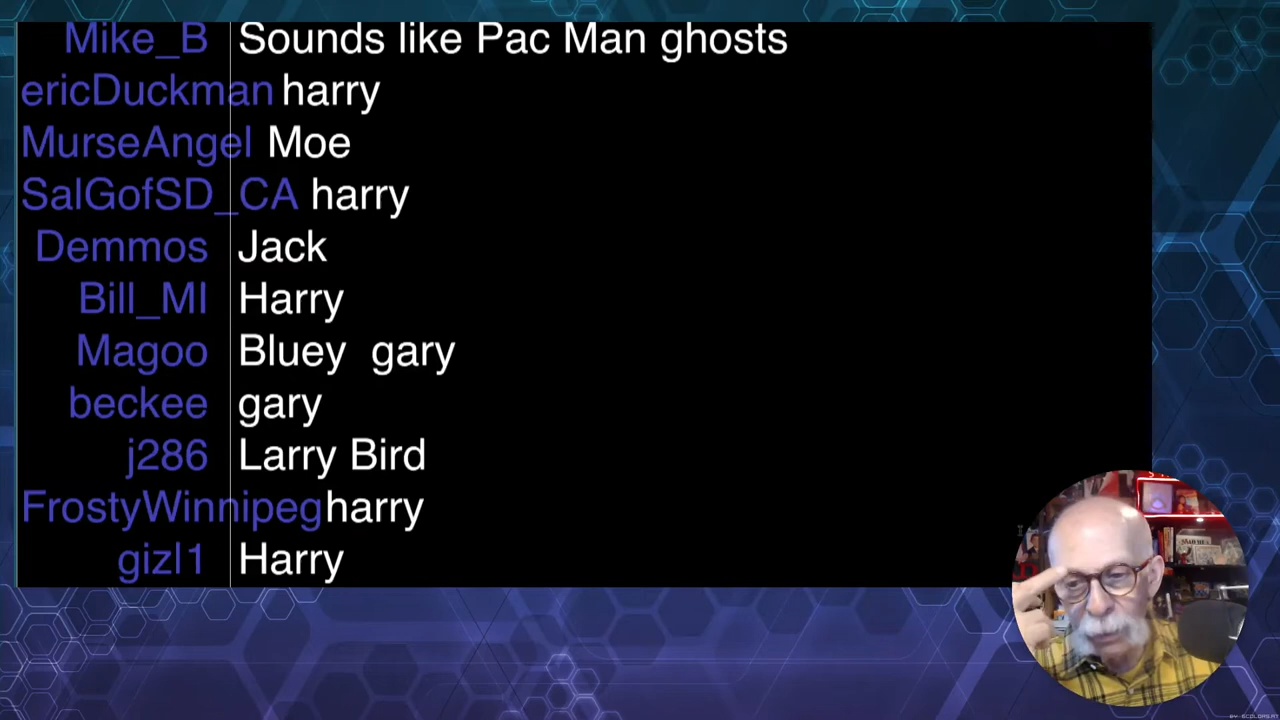 Mike_B Sounds like Pac Man ghosts
ericDuckman harry
MurseAngel Moe
SalGofSD_CA harry
Demmos Jack
Bill_MI Harry
Magoo Bluey  gary
beckee gary
j286 Larry Bird
FrostyWinnipeg harry
gizl1 Harry